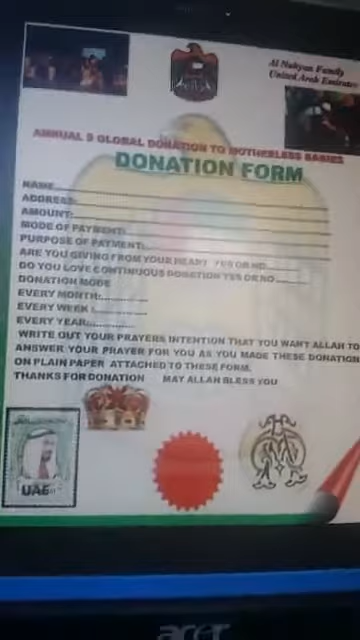 Al Nahyan Family
United Arab Emirates
ANNUAL 9 GLOBAL DONATION TO MOTHERLESS BABIES
DONATION FORM
NAME
ADDRESS:
AMOUNT:
MODE OF PAYMENT:
PURPOSE OF PAYMENT:
ARE YOU GIVING FROM YOUR HEART YES OR NO
DO YOU LOVE CONTINUOUS DONATION YES OR NO
DONATION MODE
EVERY MONTH:
EVERY WEEK :
EVERY YEAR:
WRITE OUT YOUR PRAYERS INTENTION THAT YOU WANT ALLAH TO
ANSWER YOUR PRAYER FOR YOU AS YOU MADE THESE DONATION
ON PLAIN PAPER ATTACHED TO THESE FORM.
THANKS FOR DONATION MAY ALLAH BLESS YOU
UAE
acer